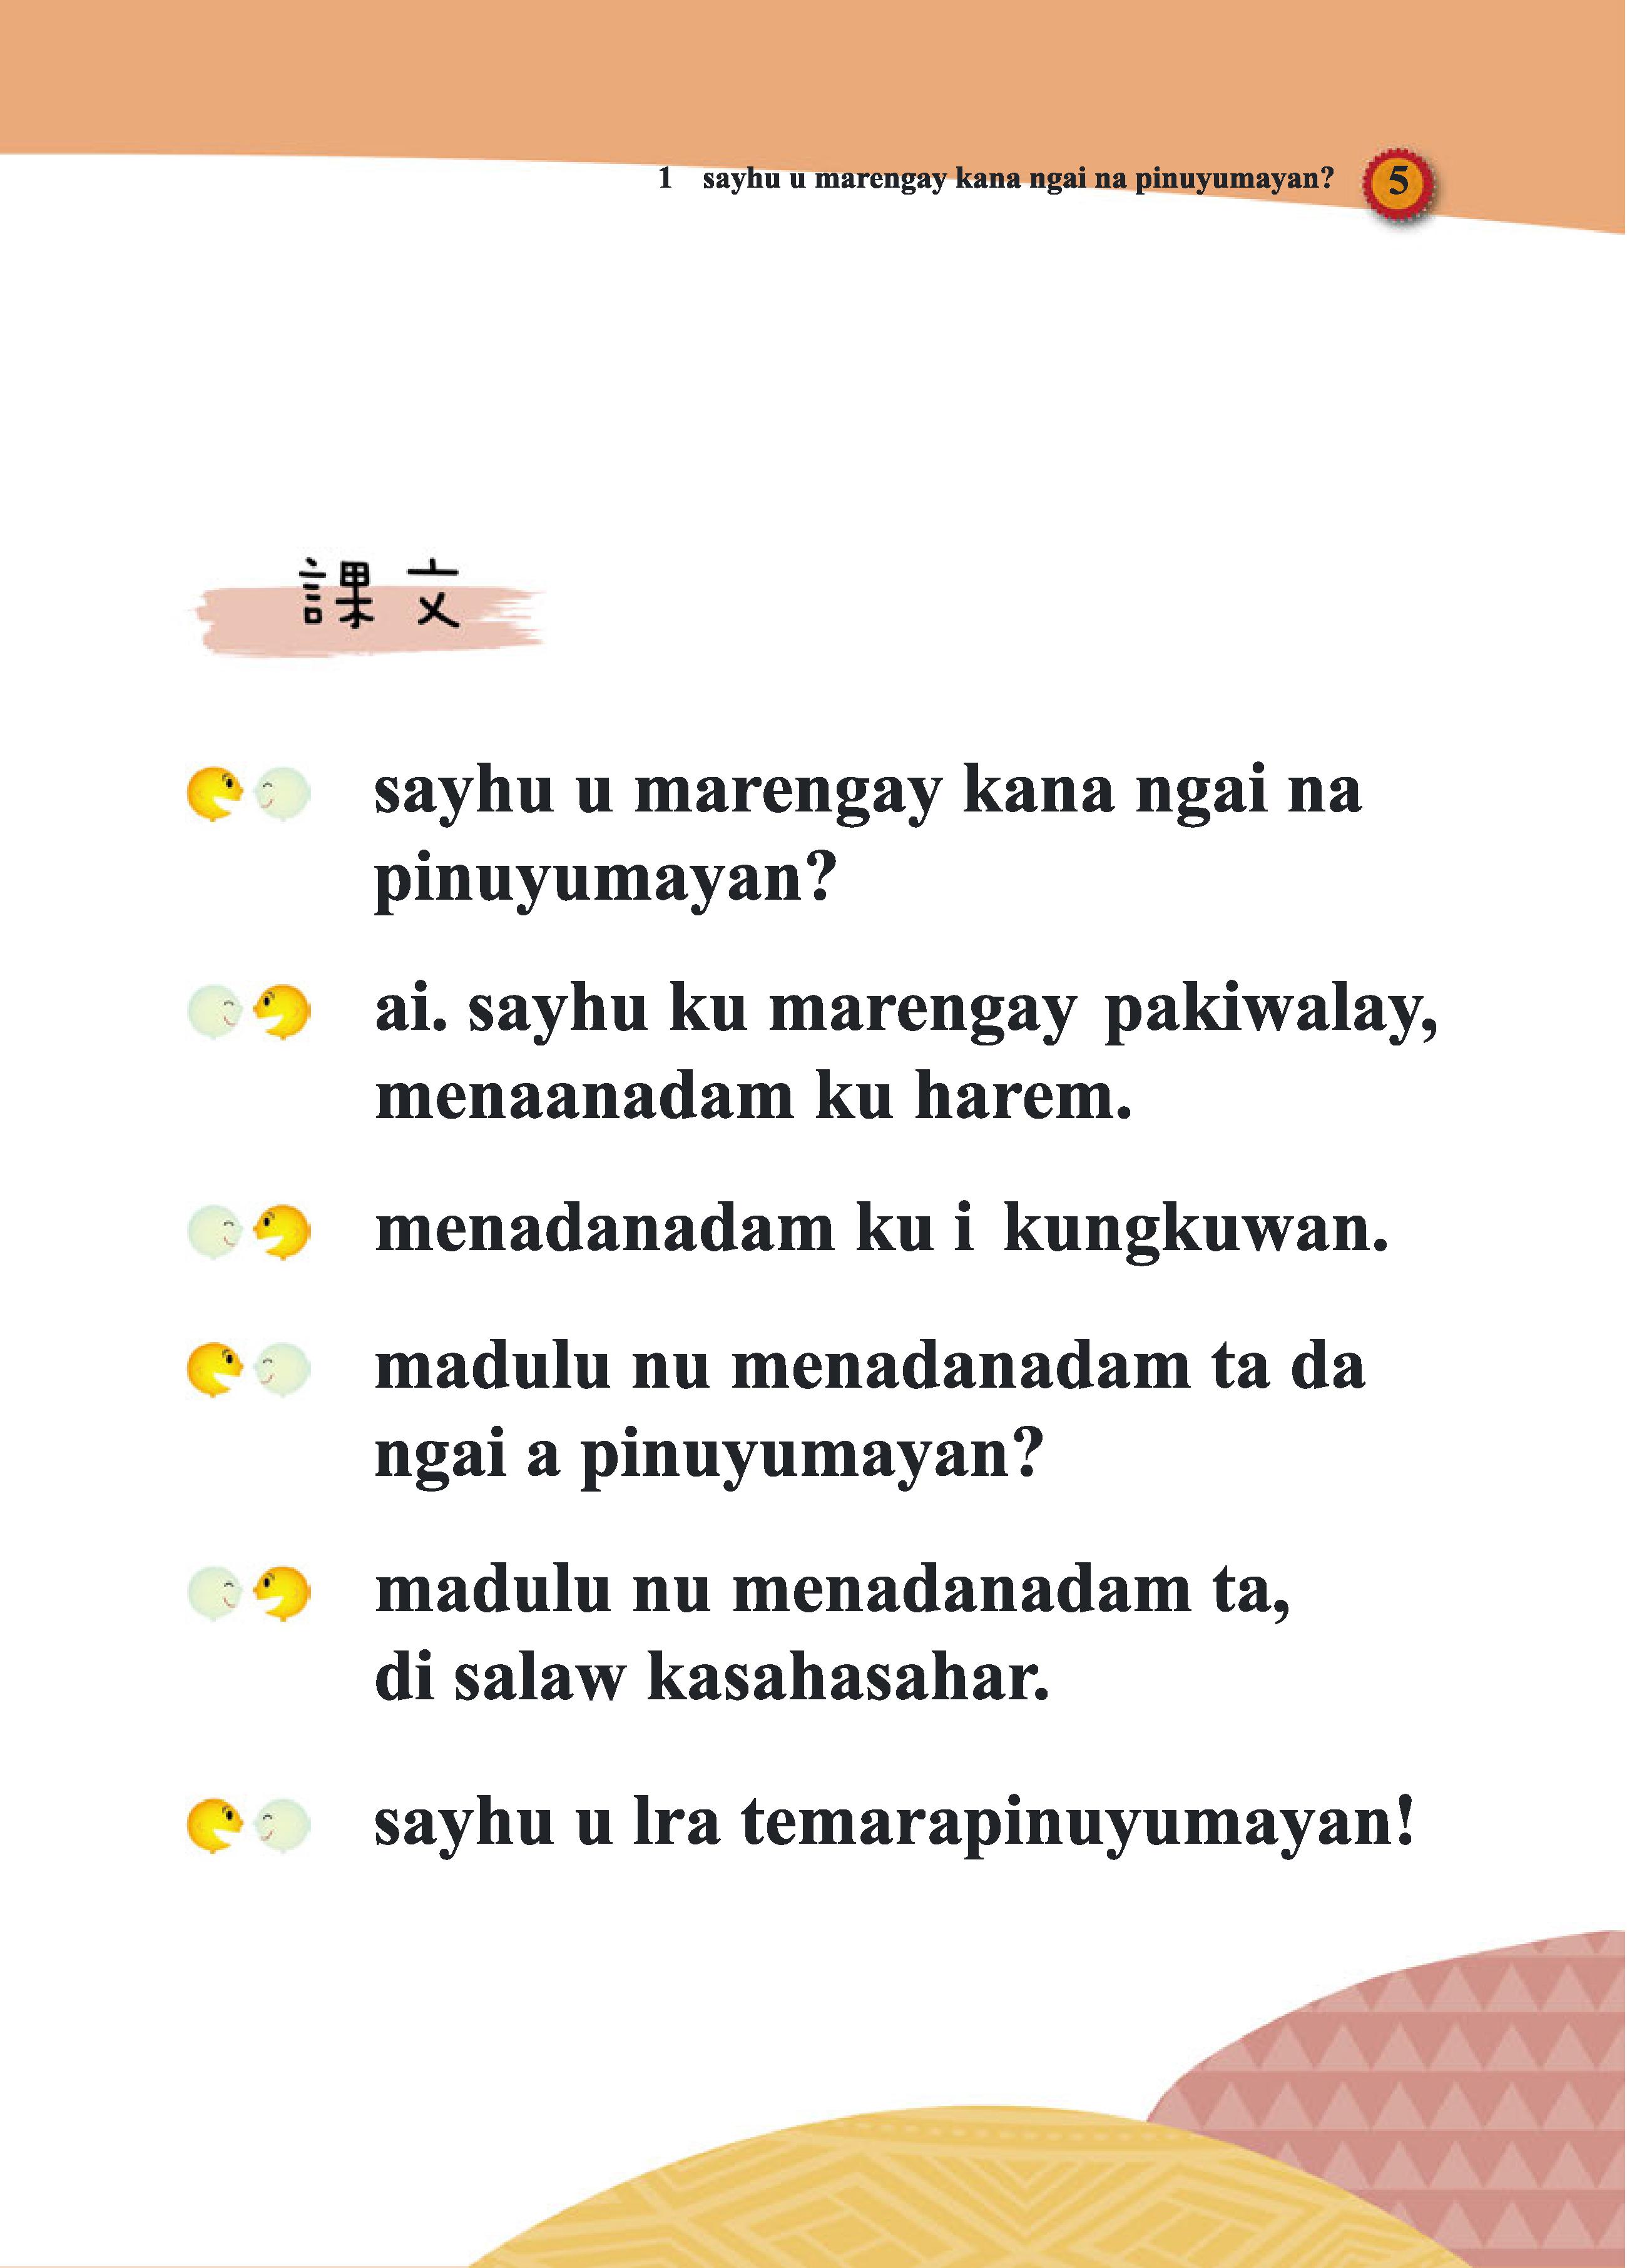 1 sayhu u marengay kana ngai na pinuyumayan? 5
課文
sayhu u marengay kana ngai na
pinuyumayan?
ai. sayhu ku marengay pakiwalay,
menaanadam ku harem.
menadanadam ku i kungkuwan.
madulu nu menadanadam ta da
ngai a pinuyumayan?
madulu nu menadanadam ta,
di salaw kasahasahar.
sayhu u lra temarapinuyumayan!